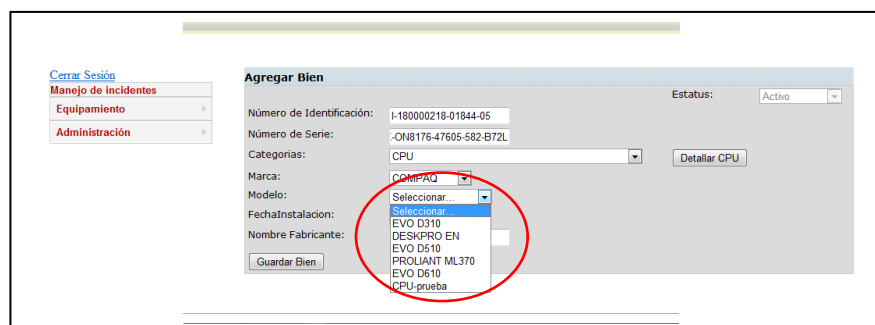 Cerrar Sesión
Manejo de incidentes
Equipamiento
Administración
Agregar Bien
Estatus: Activo
Número de Identificación: I-180000218-01844-05
Número de Serie: -ON8176-47605-582-B72L
Categorias: CPU Detallar CPU
Marca: COMPAQ
Modelo: Seleccionar...
FechaInstalacion: Seleccionar...
EVO D310
Nombre Fabricante: DESKPRO EN
EVO D510
Guardar Bien PROLIANT ML370
EVO D610
CPU-prueba